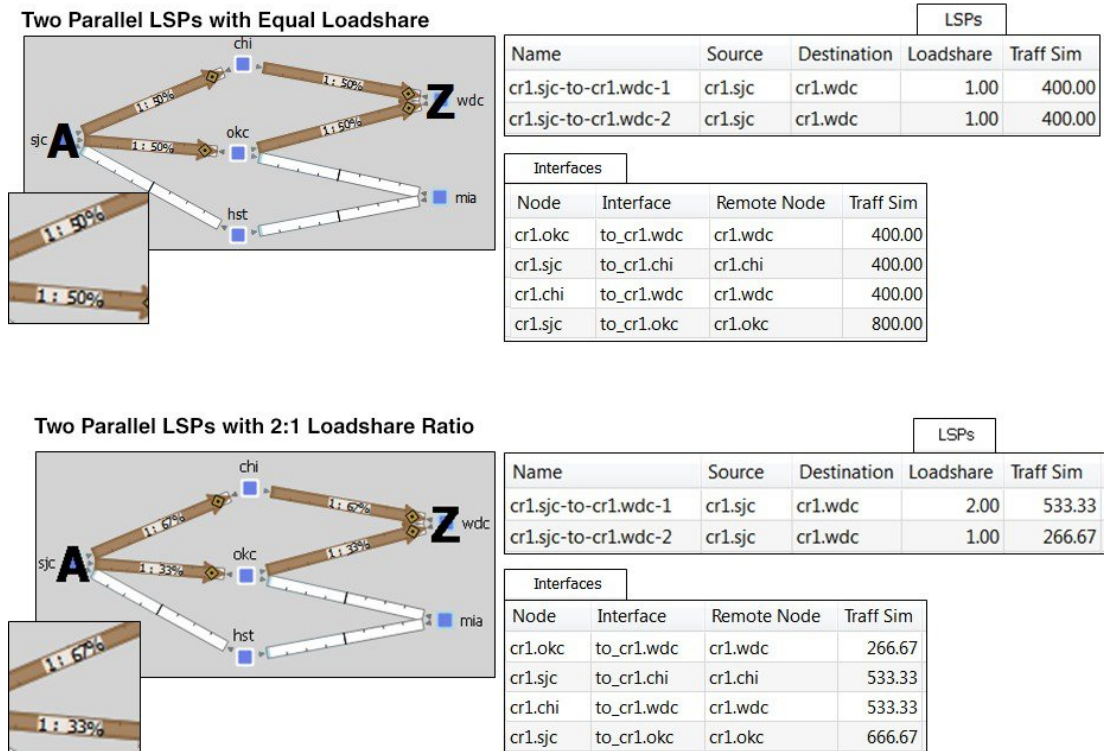 Two Parallel LSPs with Equal Loadshare
LSPs
Name Source Destination Loadshare Traff Sim
cr1.sjc-to-cr1.wdc-1 cr1.sjc cr1.wdc 1.00 400.00
cr1.sjc-to-cr1.wdc-2 cr1.sjc cr1.wdc 1.00 400.00
chi
1: 50%
1: 50%
A
sjc
Z
wdc
okc
1: 50%
1: 50%
mia
hst
1: 50%
1: 50%
Interfaces
Node Interface Remote Node Traff Sim
cr1.okc to_cr1.wdc cr1.wdc 400.00
cr1.sjc to_cr1.chi cr1.chi 400.00
cr1.chi to_cr1.wdc cr1.wdc 400.00
cr1.sjc to_cr1.okc cr1.okc 800.00
Two Parallel LSPs with 2:1 Loadshare Ratio
LSPs
Name Source Destination Loadshare Traff Sim
cr1.sjc-to-cr1.wdc-1 cr1.sjc cr1.wdc 2.00 533.33
cr1.sjc-to-cr1.wdc-2 cr1.sjc cr1.wdc 1.00 266.67
chi
1: 67%
1: 67%
sjc
A
Z
wdc
okc
1: 33%
1: 33%
mia
hst
1: 67%
1: 33%
Interfaces
Node Interface Remote Node Traff Sim
cr1.okc to_cr1.wdc cr1.wdc 266.67
cr1.sjc to_cr1.chi cr1.chi 533.33
cr1.chi to_cr1.wdc cr1.wdc 533.33
cr1.sjc to_cr1.okc cr1.okc 666.67